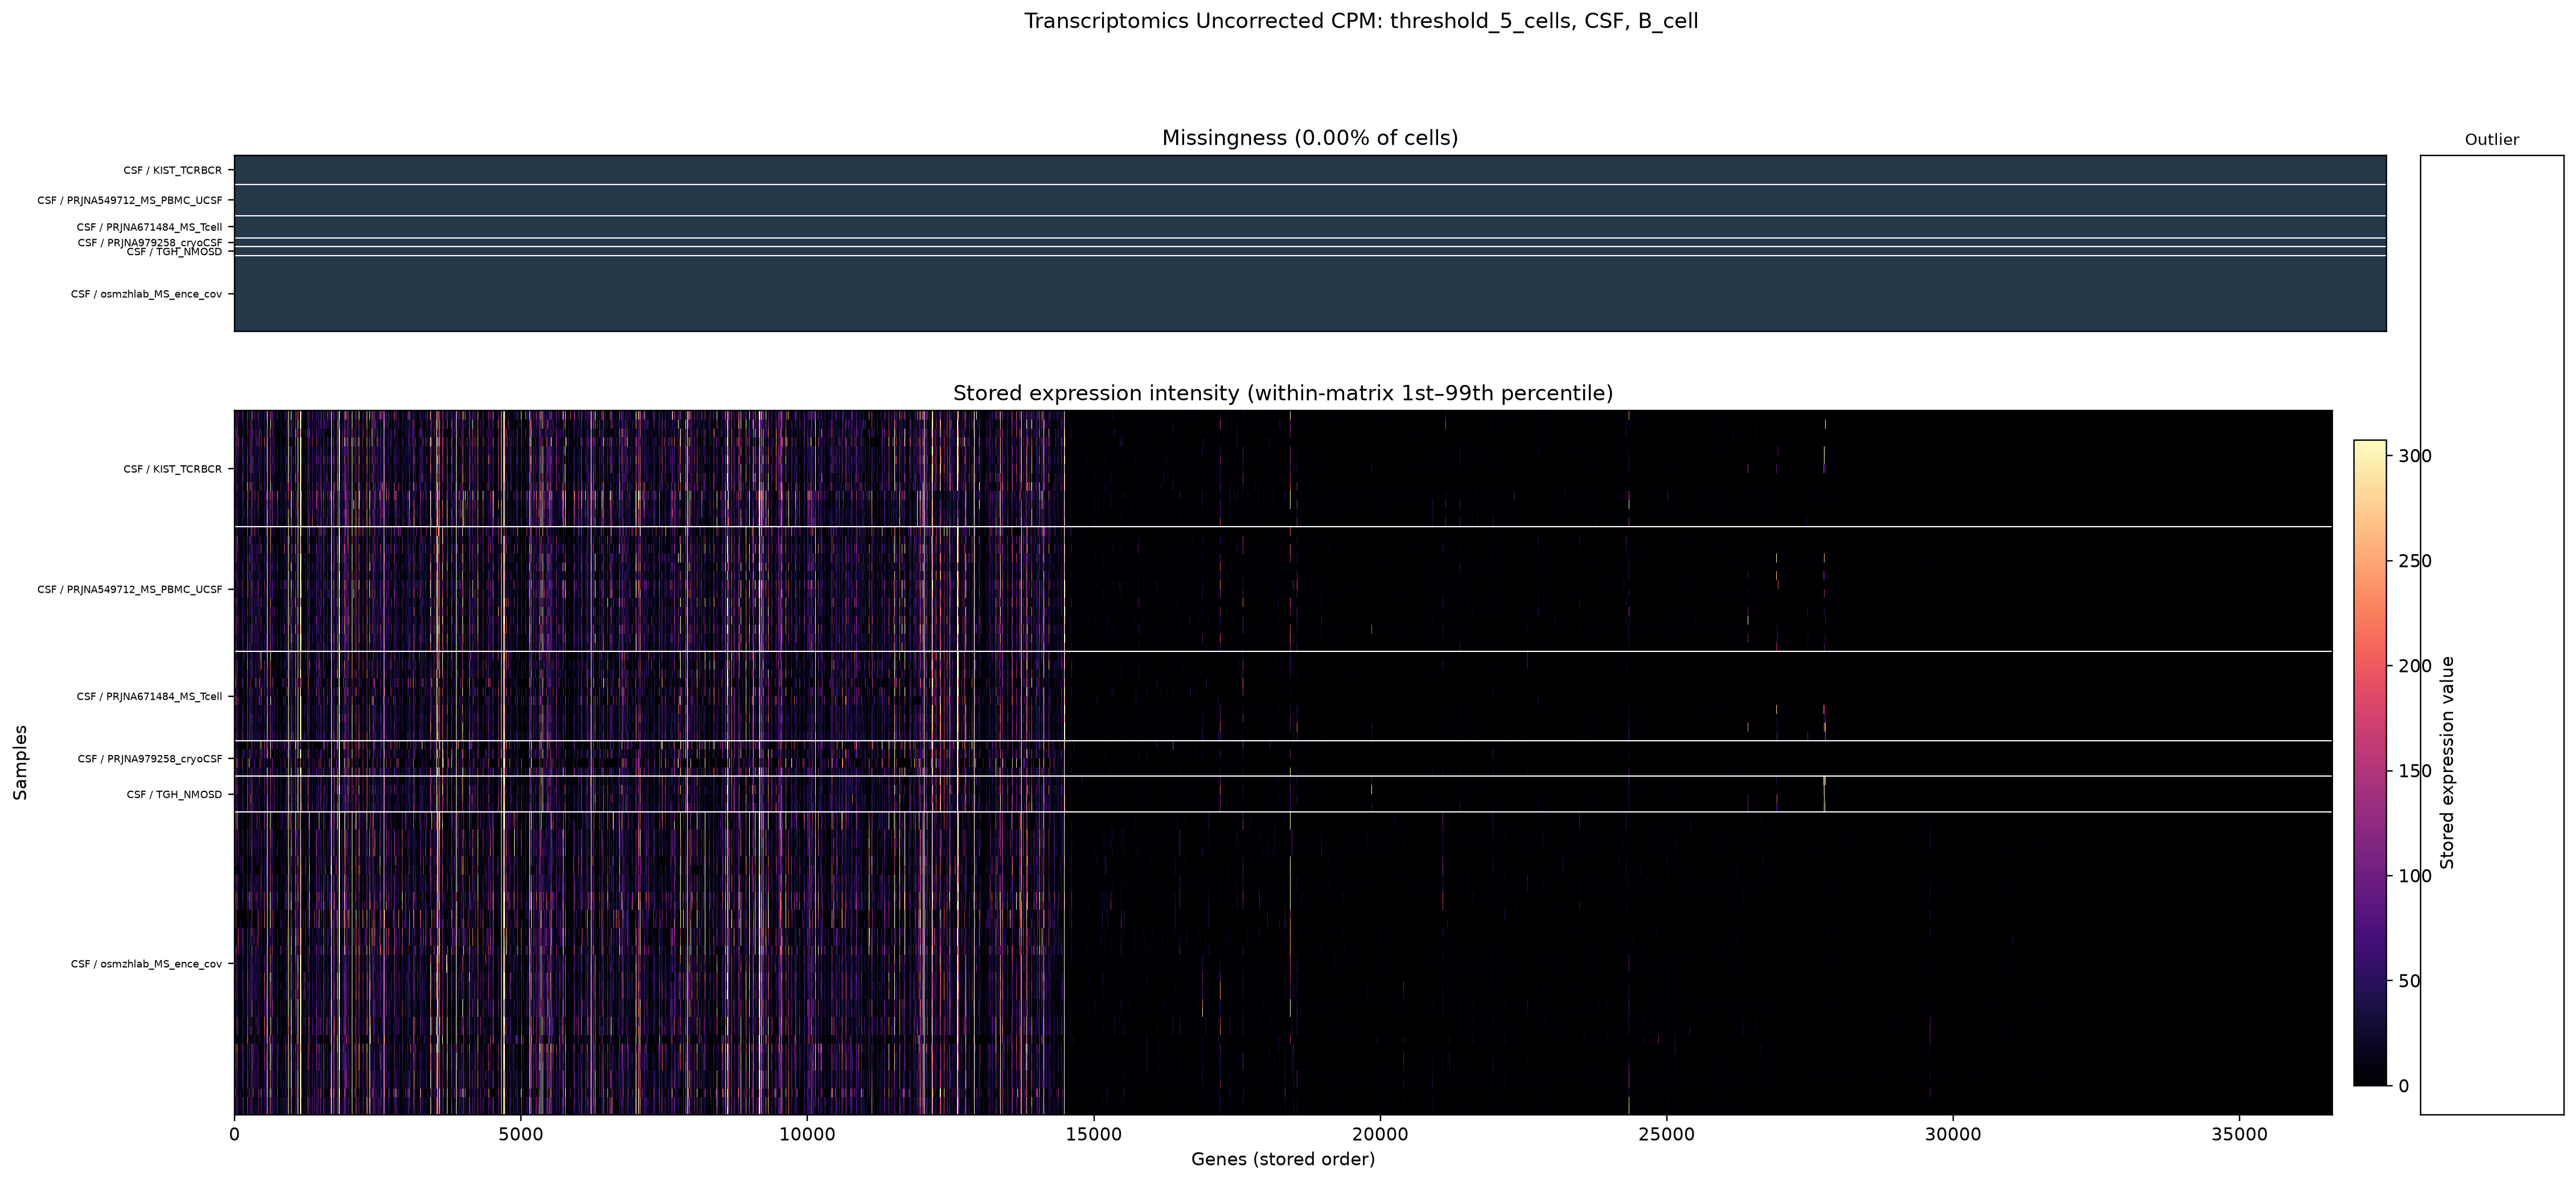 Transcriptomics Uncorrected CPM: threshold_5_cells, CSF, B_cell
Missingness (0.00% of cells)
Outlier
CSF / KIST_TCRBCR
CSF / PRJNA549712_MS_PBMC_UCSF
CSF / PRJNA671484_MS_Tcell
CSF / PRJNA979258_cryoCSF
CSF / TGH_NMOSD
CSF / osmzhlab_MS_ence_cov
Stored expression intensity (within-matrix 1st–99th percentile)
Samples
CSF / KIST_TCRBCR
CSF / PRJNA549712_MS_PBMC_UCSF
CSF / PRJNA671484_MS_Tcell
CSF / PRJNA979258_cryoCSF
CSF / TGH_NMOSD
CSF / osmzhlab_MS_ence_cov
0 5000 10000 15000 20000 25000 30000 35000
Genes (stored order)
300
250
200
150
100
50
0
Stored expression value